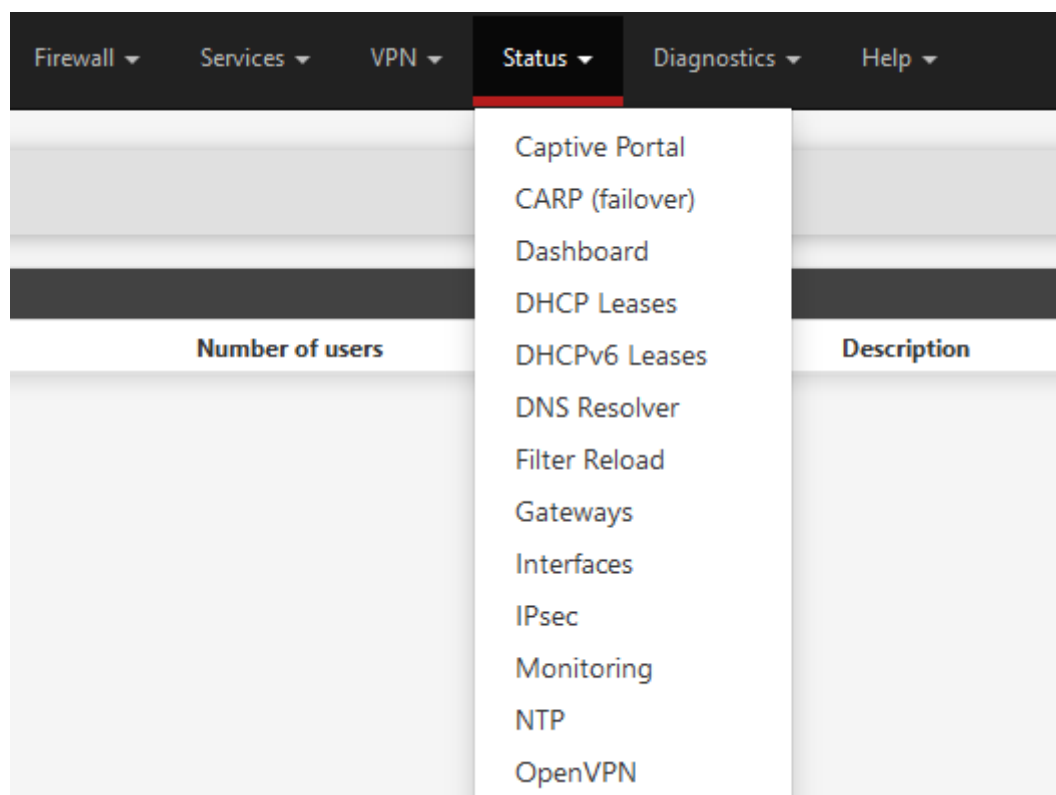 Firewall Services VPN Status Diagnostics Help
Captive Portal
CARP (failover)
Dashboard
DHCP Leases
Number of users Description
DHCPv6 Leases
DNS Resolver
Filter Reload
Gateways
Interfaces
IPsec
Monitoring
NTP
OpenVPN